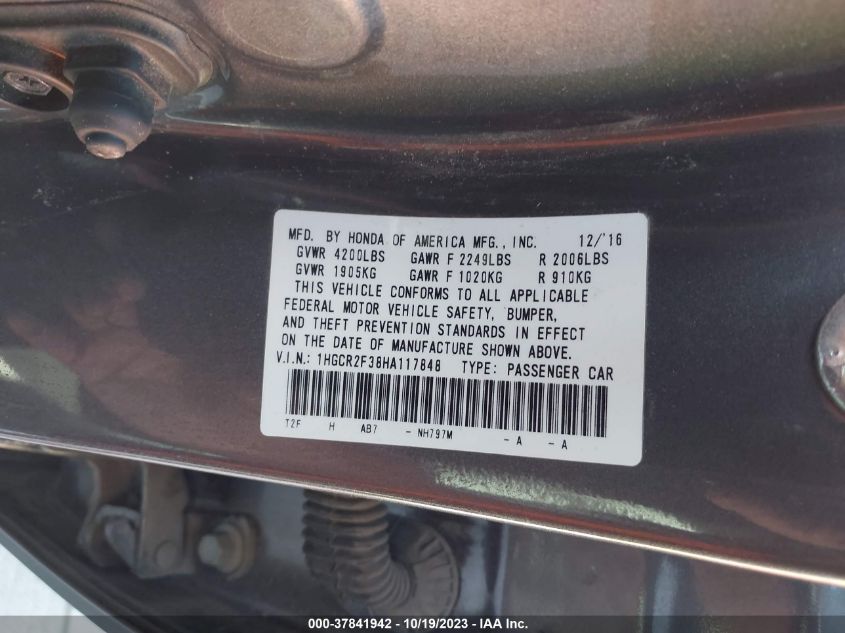 MFD. BY HONDA OF AMERICA MFG., INC. 12/'16
GVWR 4200LBS GAWR F 2249LBS R 2006LBS
GVWR 1905KG GAWR F 1020KG R 910KG
THIS VEHICLE CONFORMS TO ALL APPLICABLE
FEDERAL MOTOR VEHICLE SAFETY, BUMPER,
AND THEFT PREVENTION STANDARDS IN EFFECT
ON THE DATE OF MANUFACTURE SHOWN ABOVE.
V.I.N.: 1HGCR2F38HA117848 TYPE: PASSENGER CAR
T2F H AB7 - NH797M - A - A
000-37841942 - 10/19/2023 - IAA, Inc.